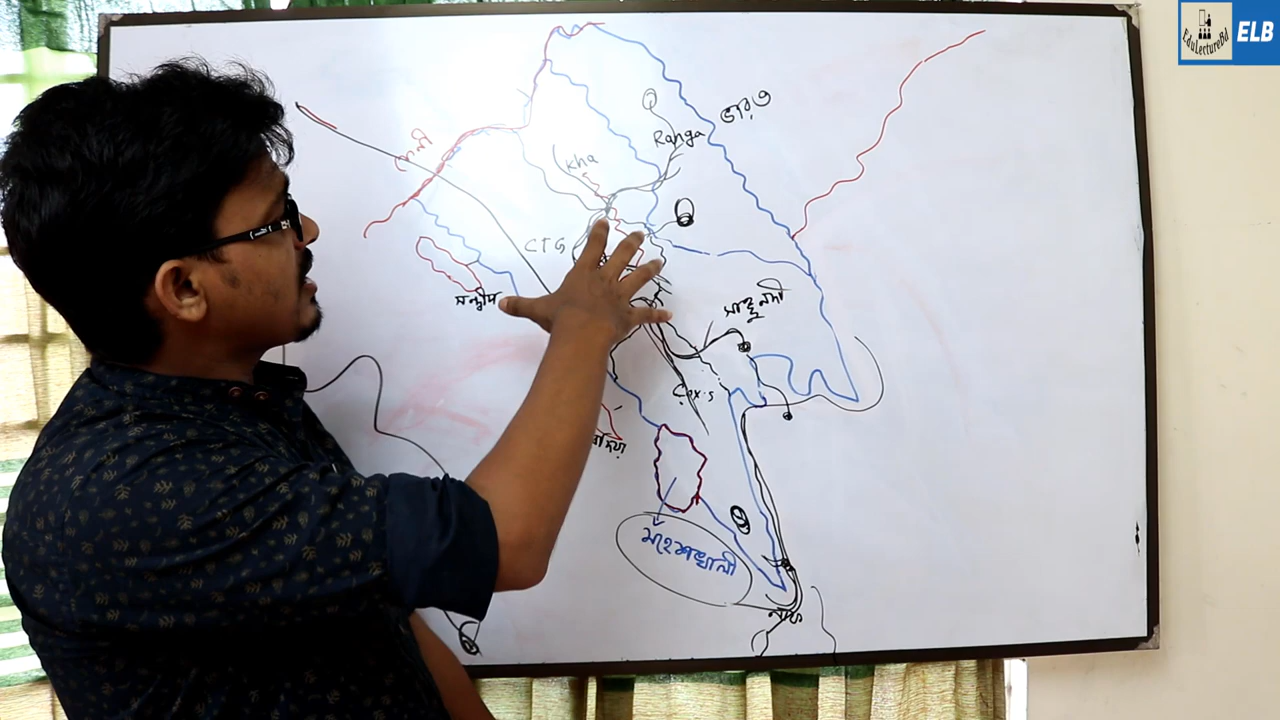 EduLectureBd
ELB
ভারত
ফেনী
Ranga
Kha
CTG
সন্দ্বীপ
সাঙ্গু নদী
Cox's
মহেশখালী
নাফ